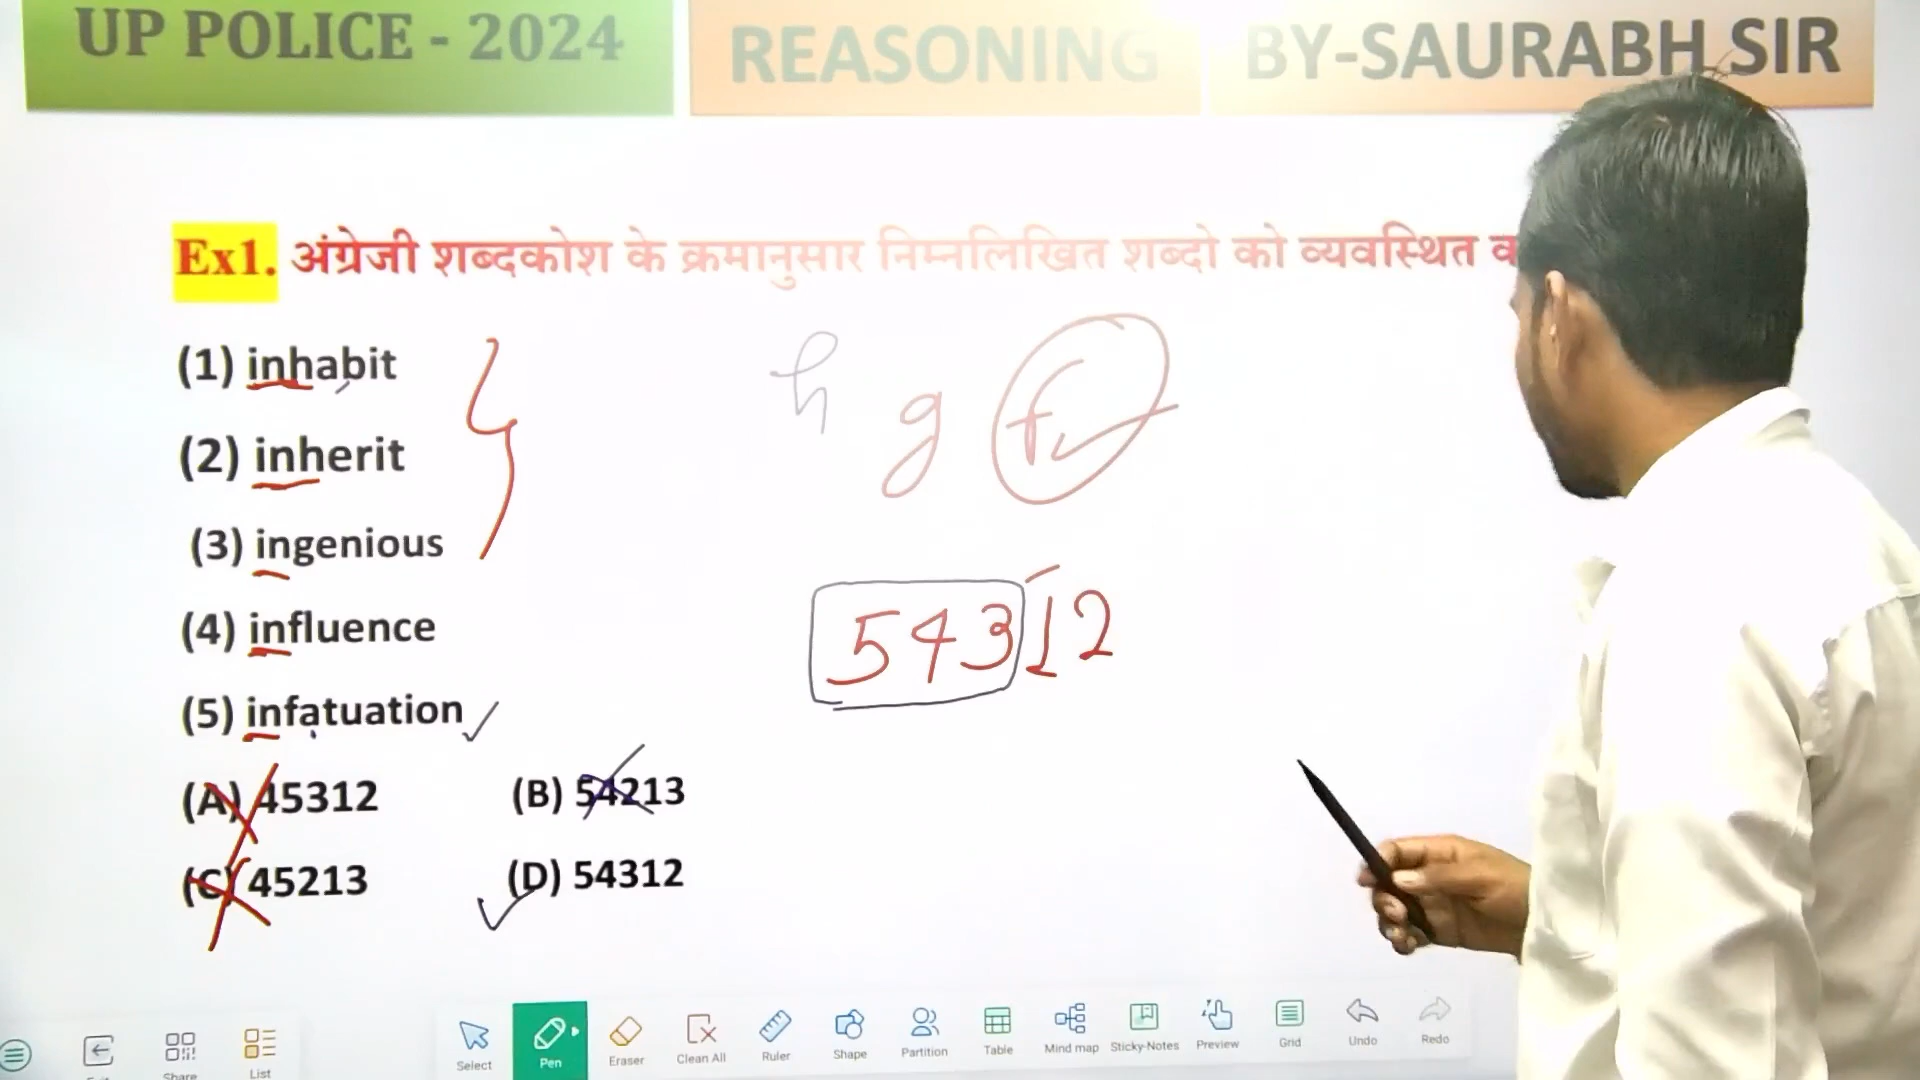 UP POLICE - 2024 REASONING BY-SAURABH SIR
Ex1. अंग्रेजी शब्दकोश के क्रमानुसार निम्नलिखित शब्दो को व्यवस्थित
(1) inhabit
(2) inherit
(3) ingenious
(4) influence
(5) infatuation
h g f
54312
(A) 45312 (B) 54213
(C) 45213 (D) 54312
Select Pen Eraser Clean All Ruler Shape Partition Table Mind map Sticky-Notes Preview Grid Undo Redo
Share List